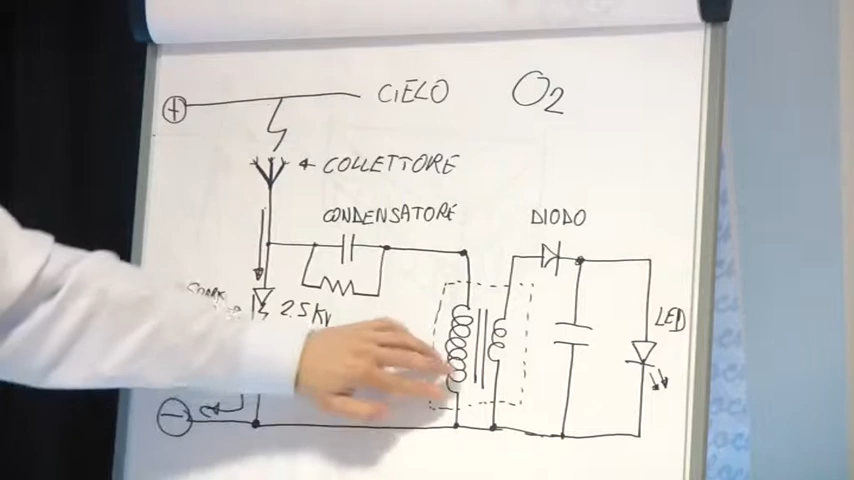 + CIELO O2
COLLETTORE
CONDENSATORE
DIODO
2.5KV
LED
-